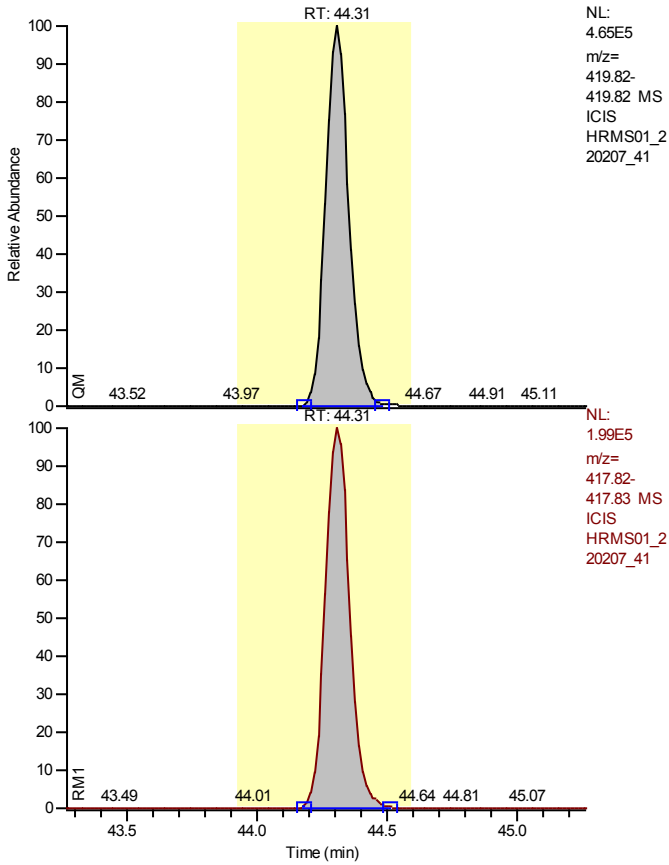 RT: 44.31
NL:
4.65E5
m/z=
419.82-
419.82 MS
ICIS
HRMS01_2
20207_41
100
90
80
70
60
50
40
30
20
10
0
Relative Abundance
QM
43.52 43.97 44.67 44.91 45.11
RT: 44.31
NL:
1.99E5
m/z=
417.82-
417.83 MS
ICIS
HRMS01_2
20207_41
100
90
80
70
60
50
40
30
20
10
0
RM1
43.49 44.01 44.64 44.81 45.07
43.5 44.0 44.5 45.0
Time (min)